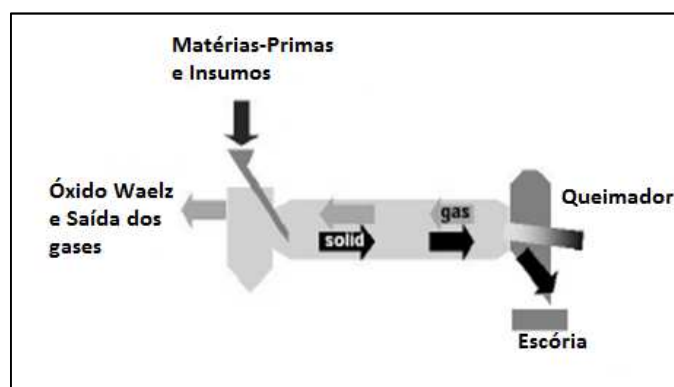 Matérias-Primas
e Insumos
Óxido Waelz
e Saída dos
gases
gas
solid
Queimador
Escória